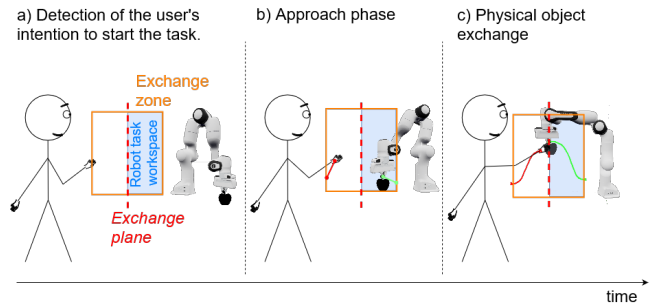 a) Detection of the user's
intention to start the task.
b) Approach phase
c) Physical object
exchange
Exchange
zone
Robot task
workspace
Exchange
plane
time